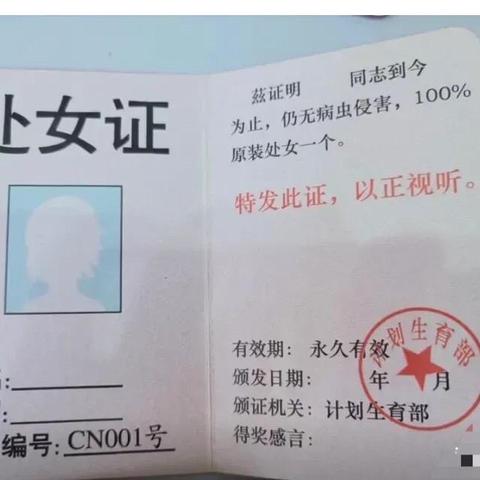 处女证
编号: CN001号
兹证明 同志到今
为止，仍无病虫侵害，100%
原装处女一个。
特发此证，以正视听。
有效期: 永久有效
颁发日期: 年 月
颁证机关: 计划生育部
得奖感言:
计划生育部